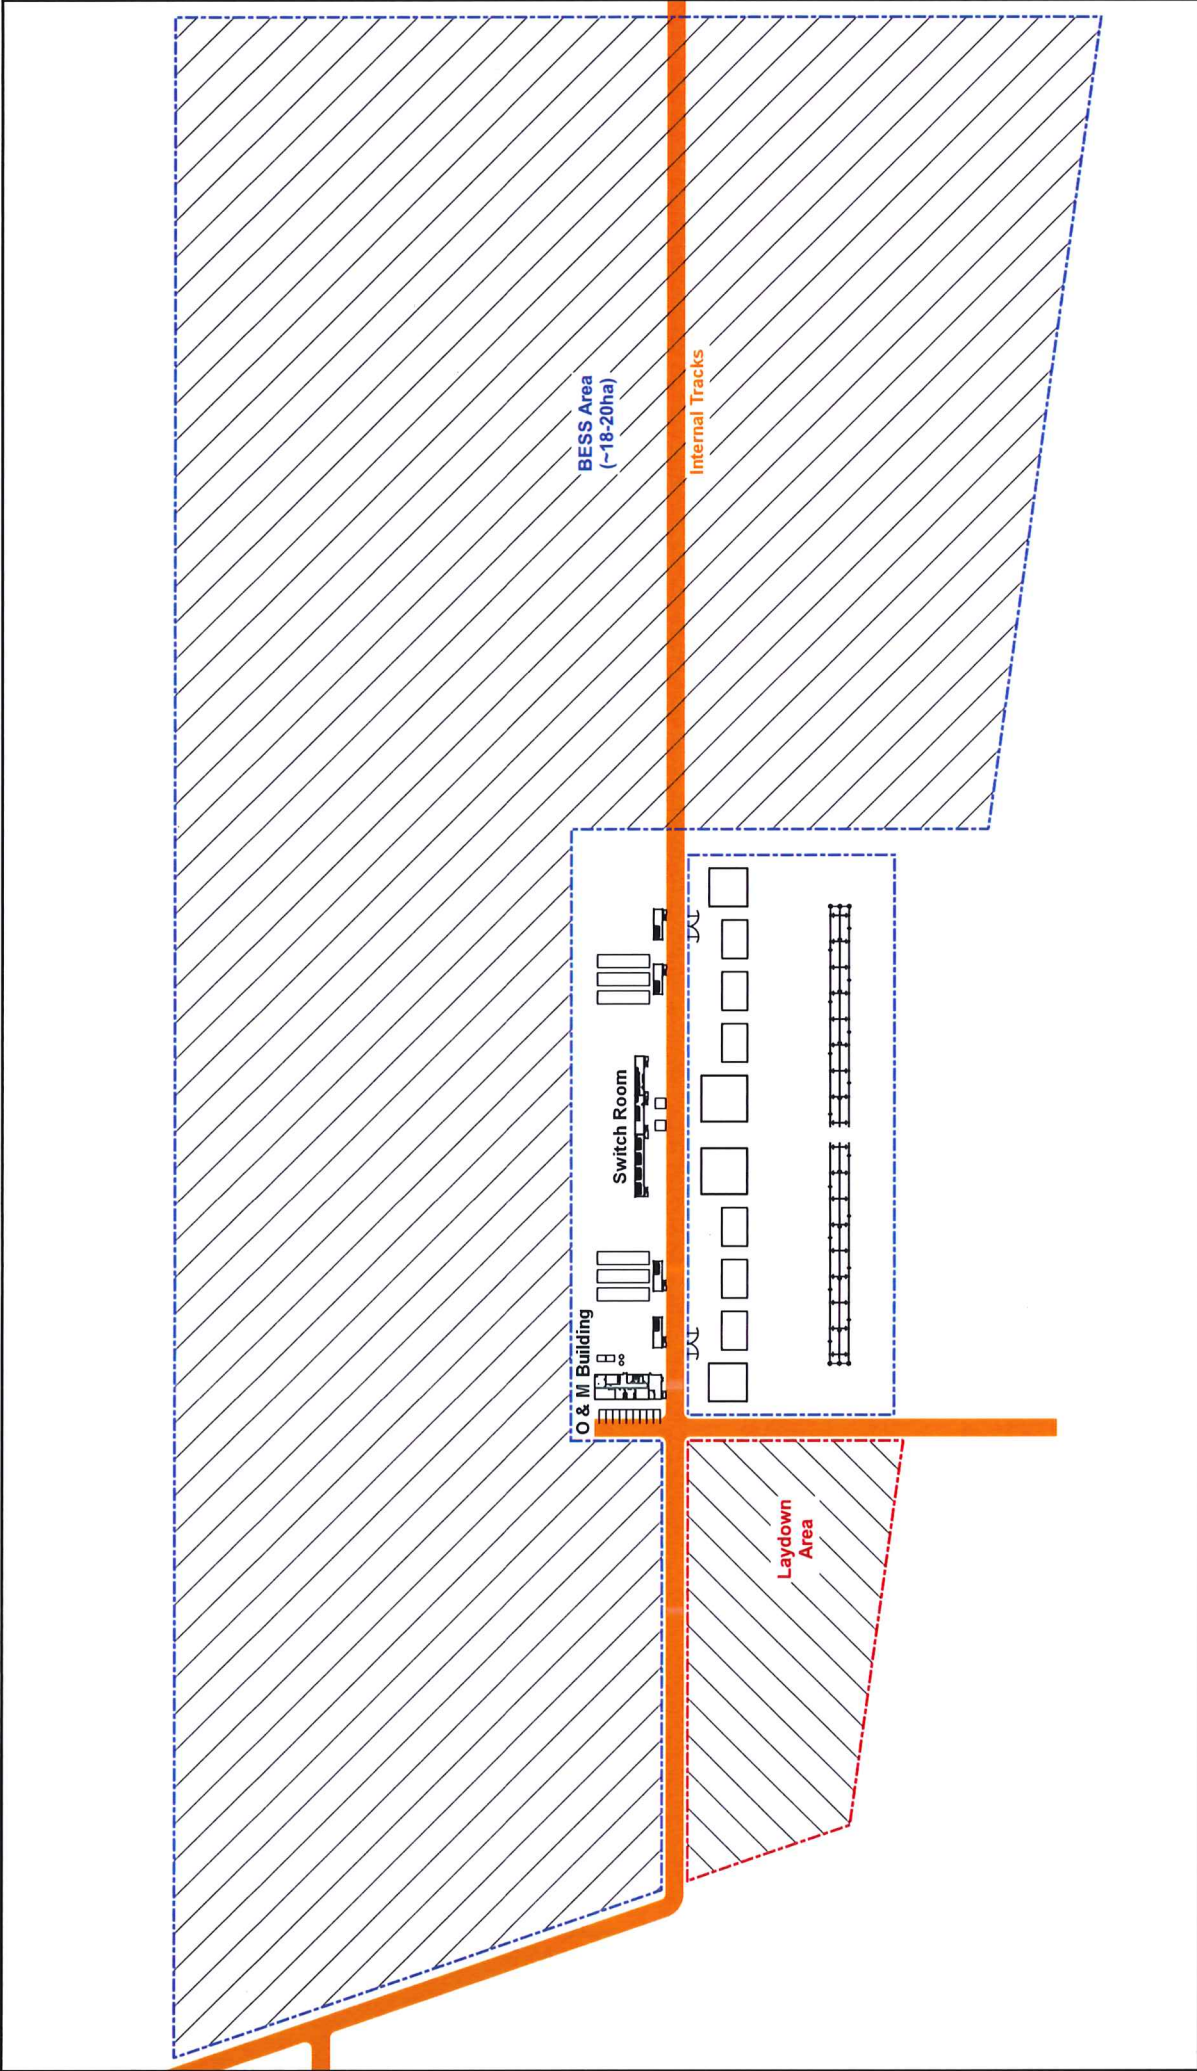 BESS Area
(~18-20ha)
Internal Tracks
Switch Room
O & M Building
Laydown
Area